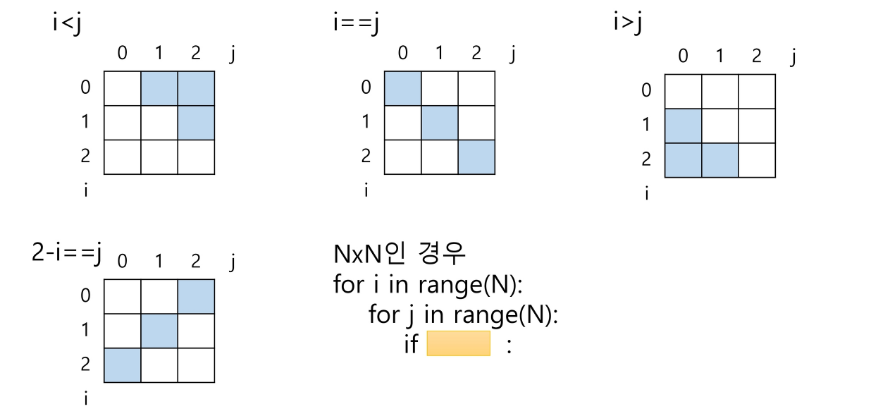 i<j
0 1 2 j
0
1
2
i
i==j
0 1 2 j
0
1
2
i
i>j
0 1 2 j
0
1
2
i
2-i==j
0 1 2 j
0
1
2
i
NxN인 경우
for i in range(N):
for j in range(N):
if :